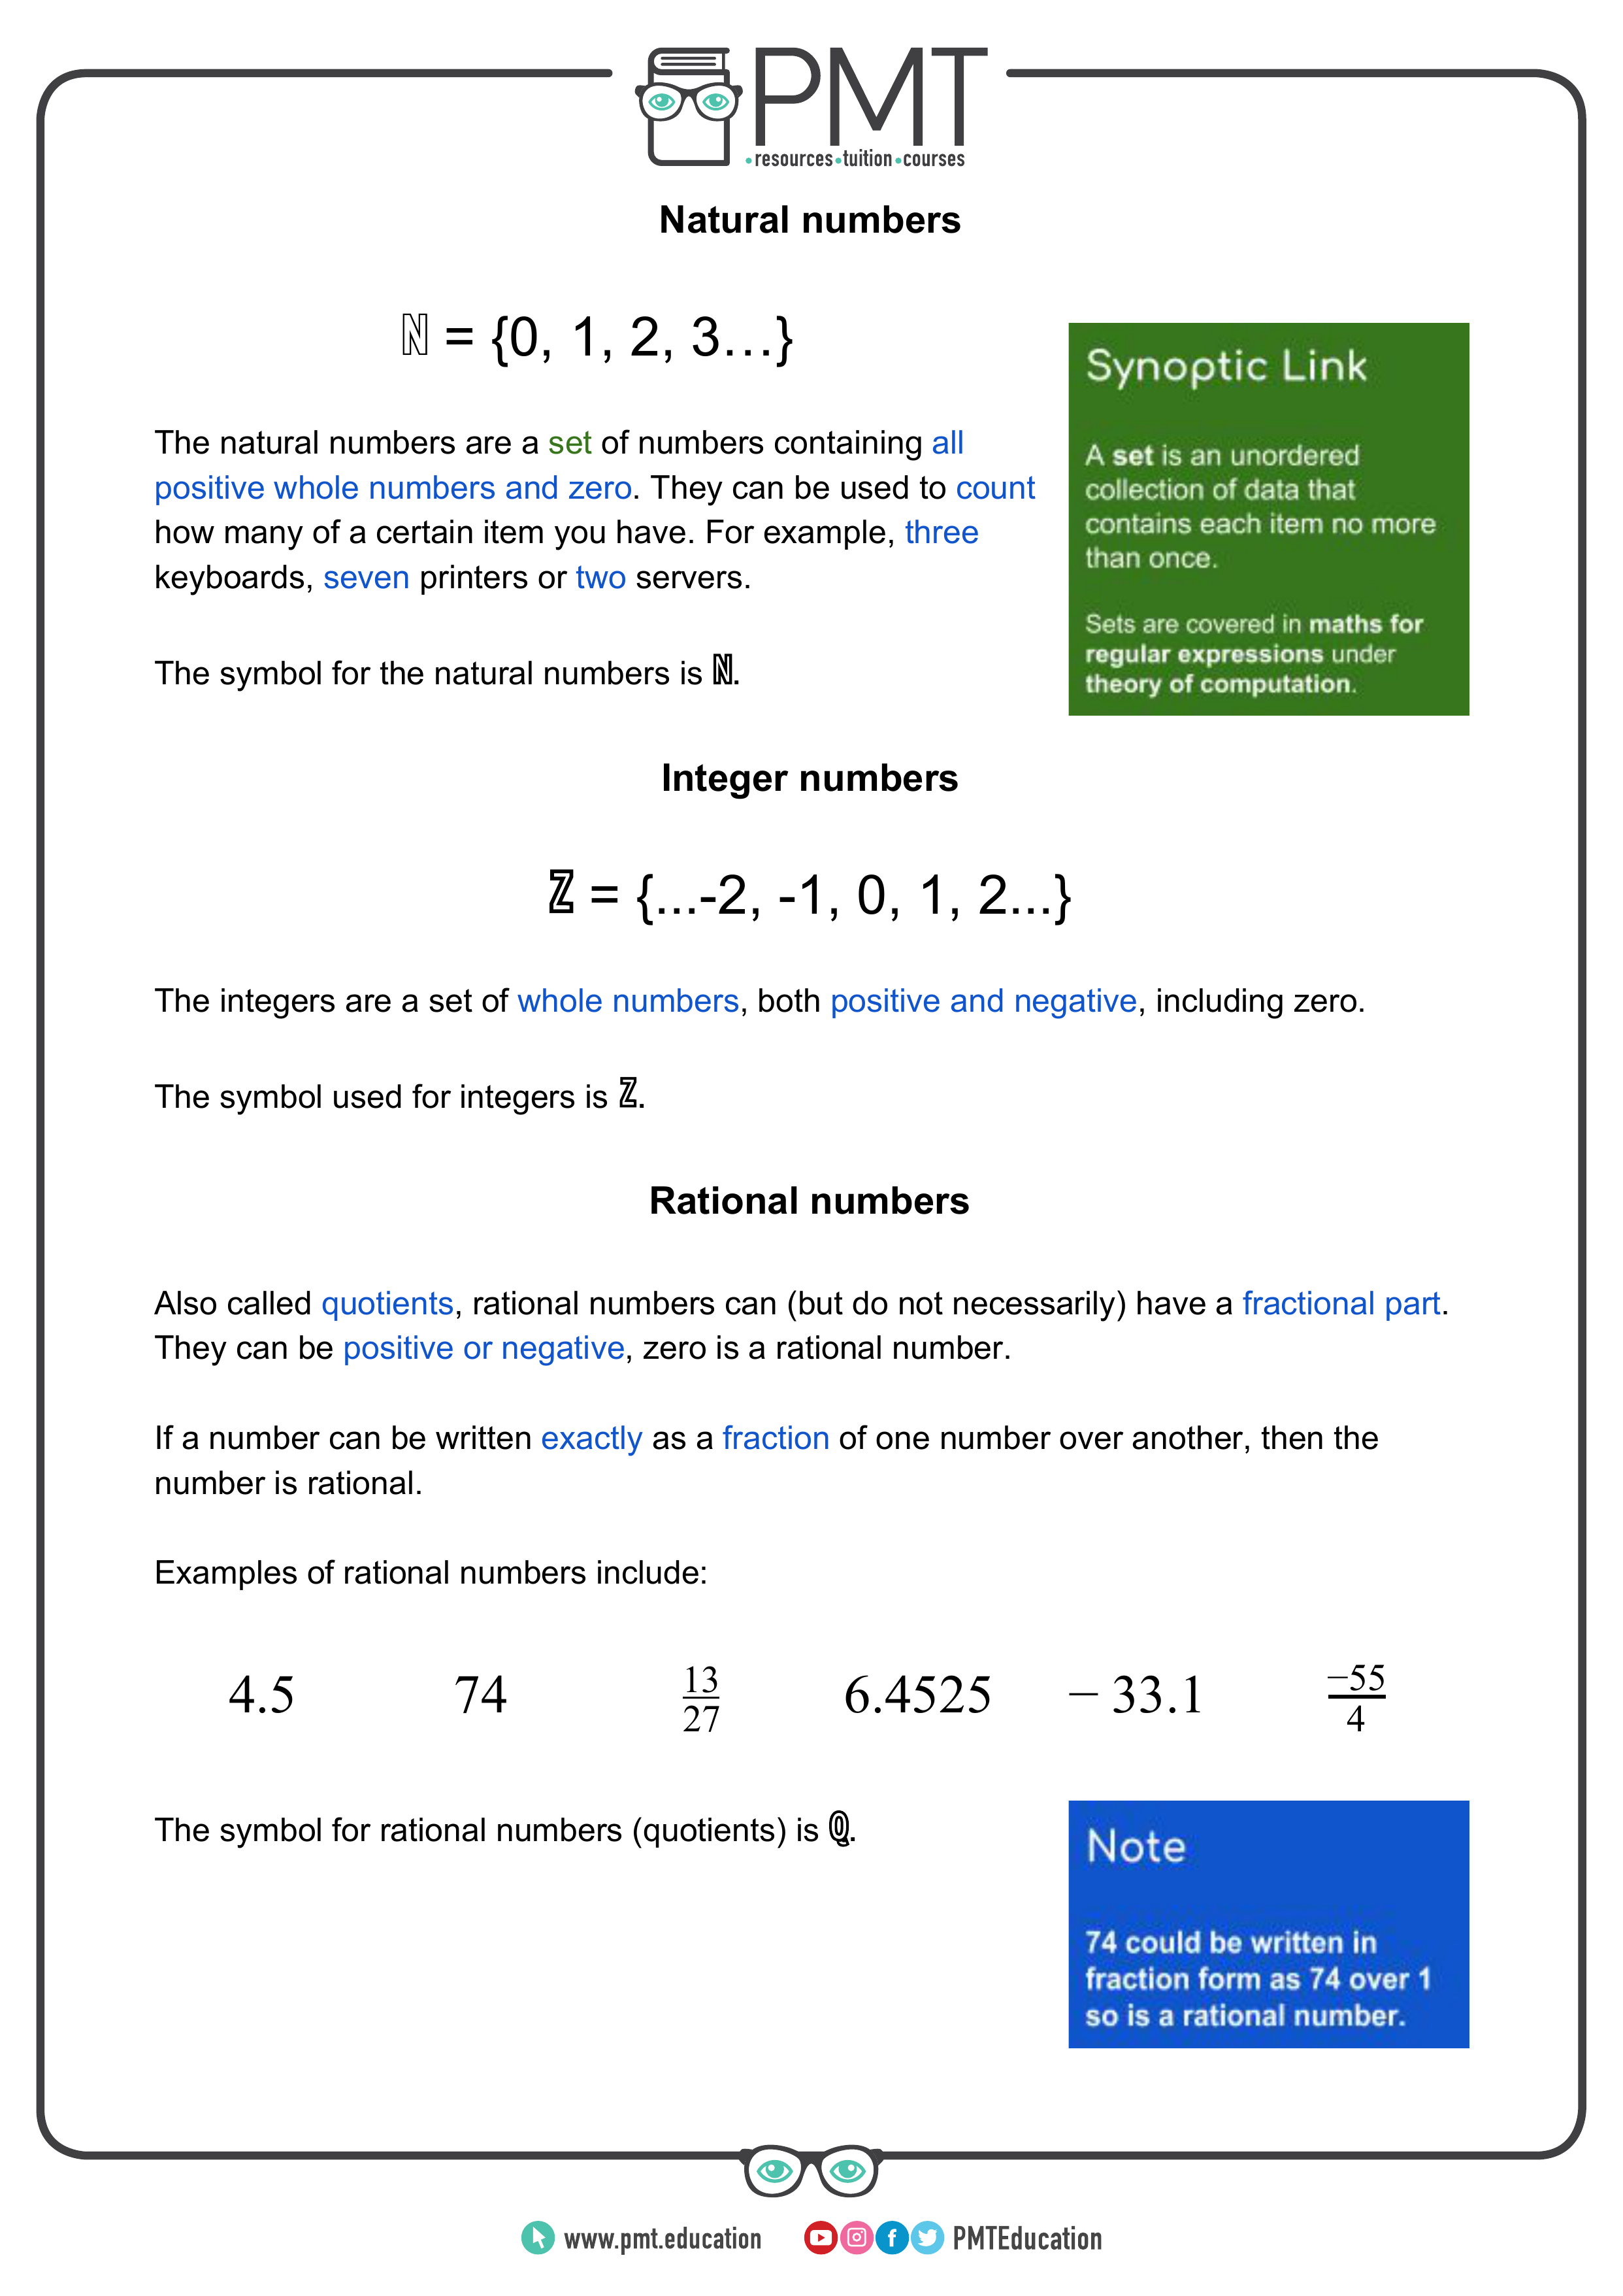 PMT
•resources•tuition•courses
Natural numbers
ℕ = {0, 1, 2, 3…}
The natural numbers are a set of numbers containing all
positive whole numbers and zero. They can be used to count
how many of a certain item you have. For example, three
keyboards, seven printers or two servers.
The symbol for the natural numbers is ℕ.
Synoptic Link
A set is an unordered
collection of data that
contains each item no more
than once.
Sets are covered in maths for
regular expressions under
theory of computation.
Integer numbers
ℤ = {...-2, -1, 0, 1, 2...}
The integers are a set of whole numbers, both positive and negative, including zero.
The symbol used for integers is ℤ.
Rational numbers
Also called quotients, rational numbers can (but do not necessarily) have a fractional part.
They can be positive or negative, zero is a rational number.
If a number can be written exactly as a fraction of one number over another, then the
number is rational.
Examples of rational numbers include:
4.5 74 13/27 6.4525 − 33.1 −55/4
The symbol for rational numbers (quotients) is ℚ.
Note
74 could be written in
fraction form as 74 over 1
so is a rational number.
www.pmt.education PMTEducation